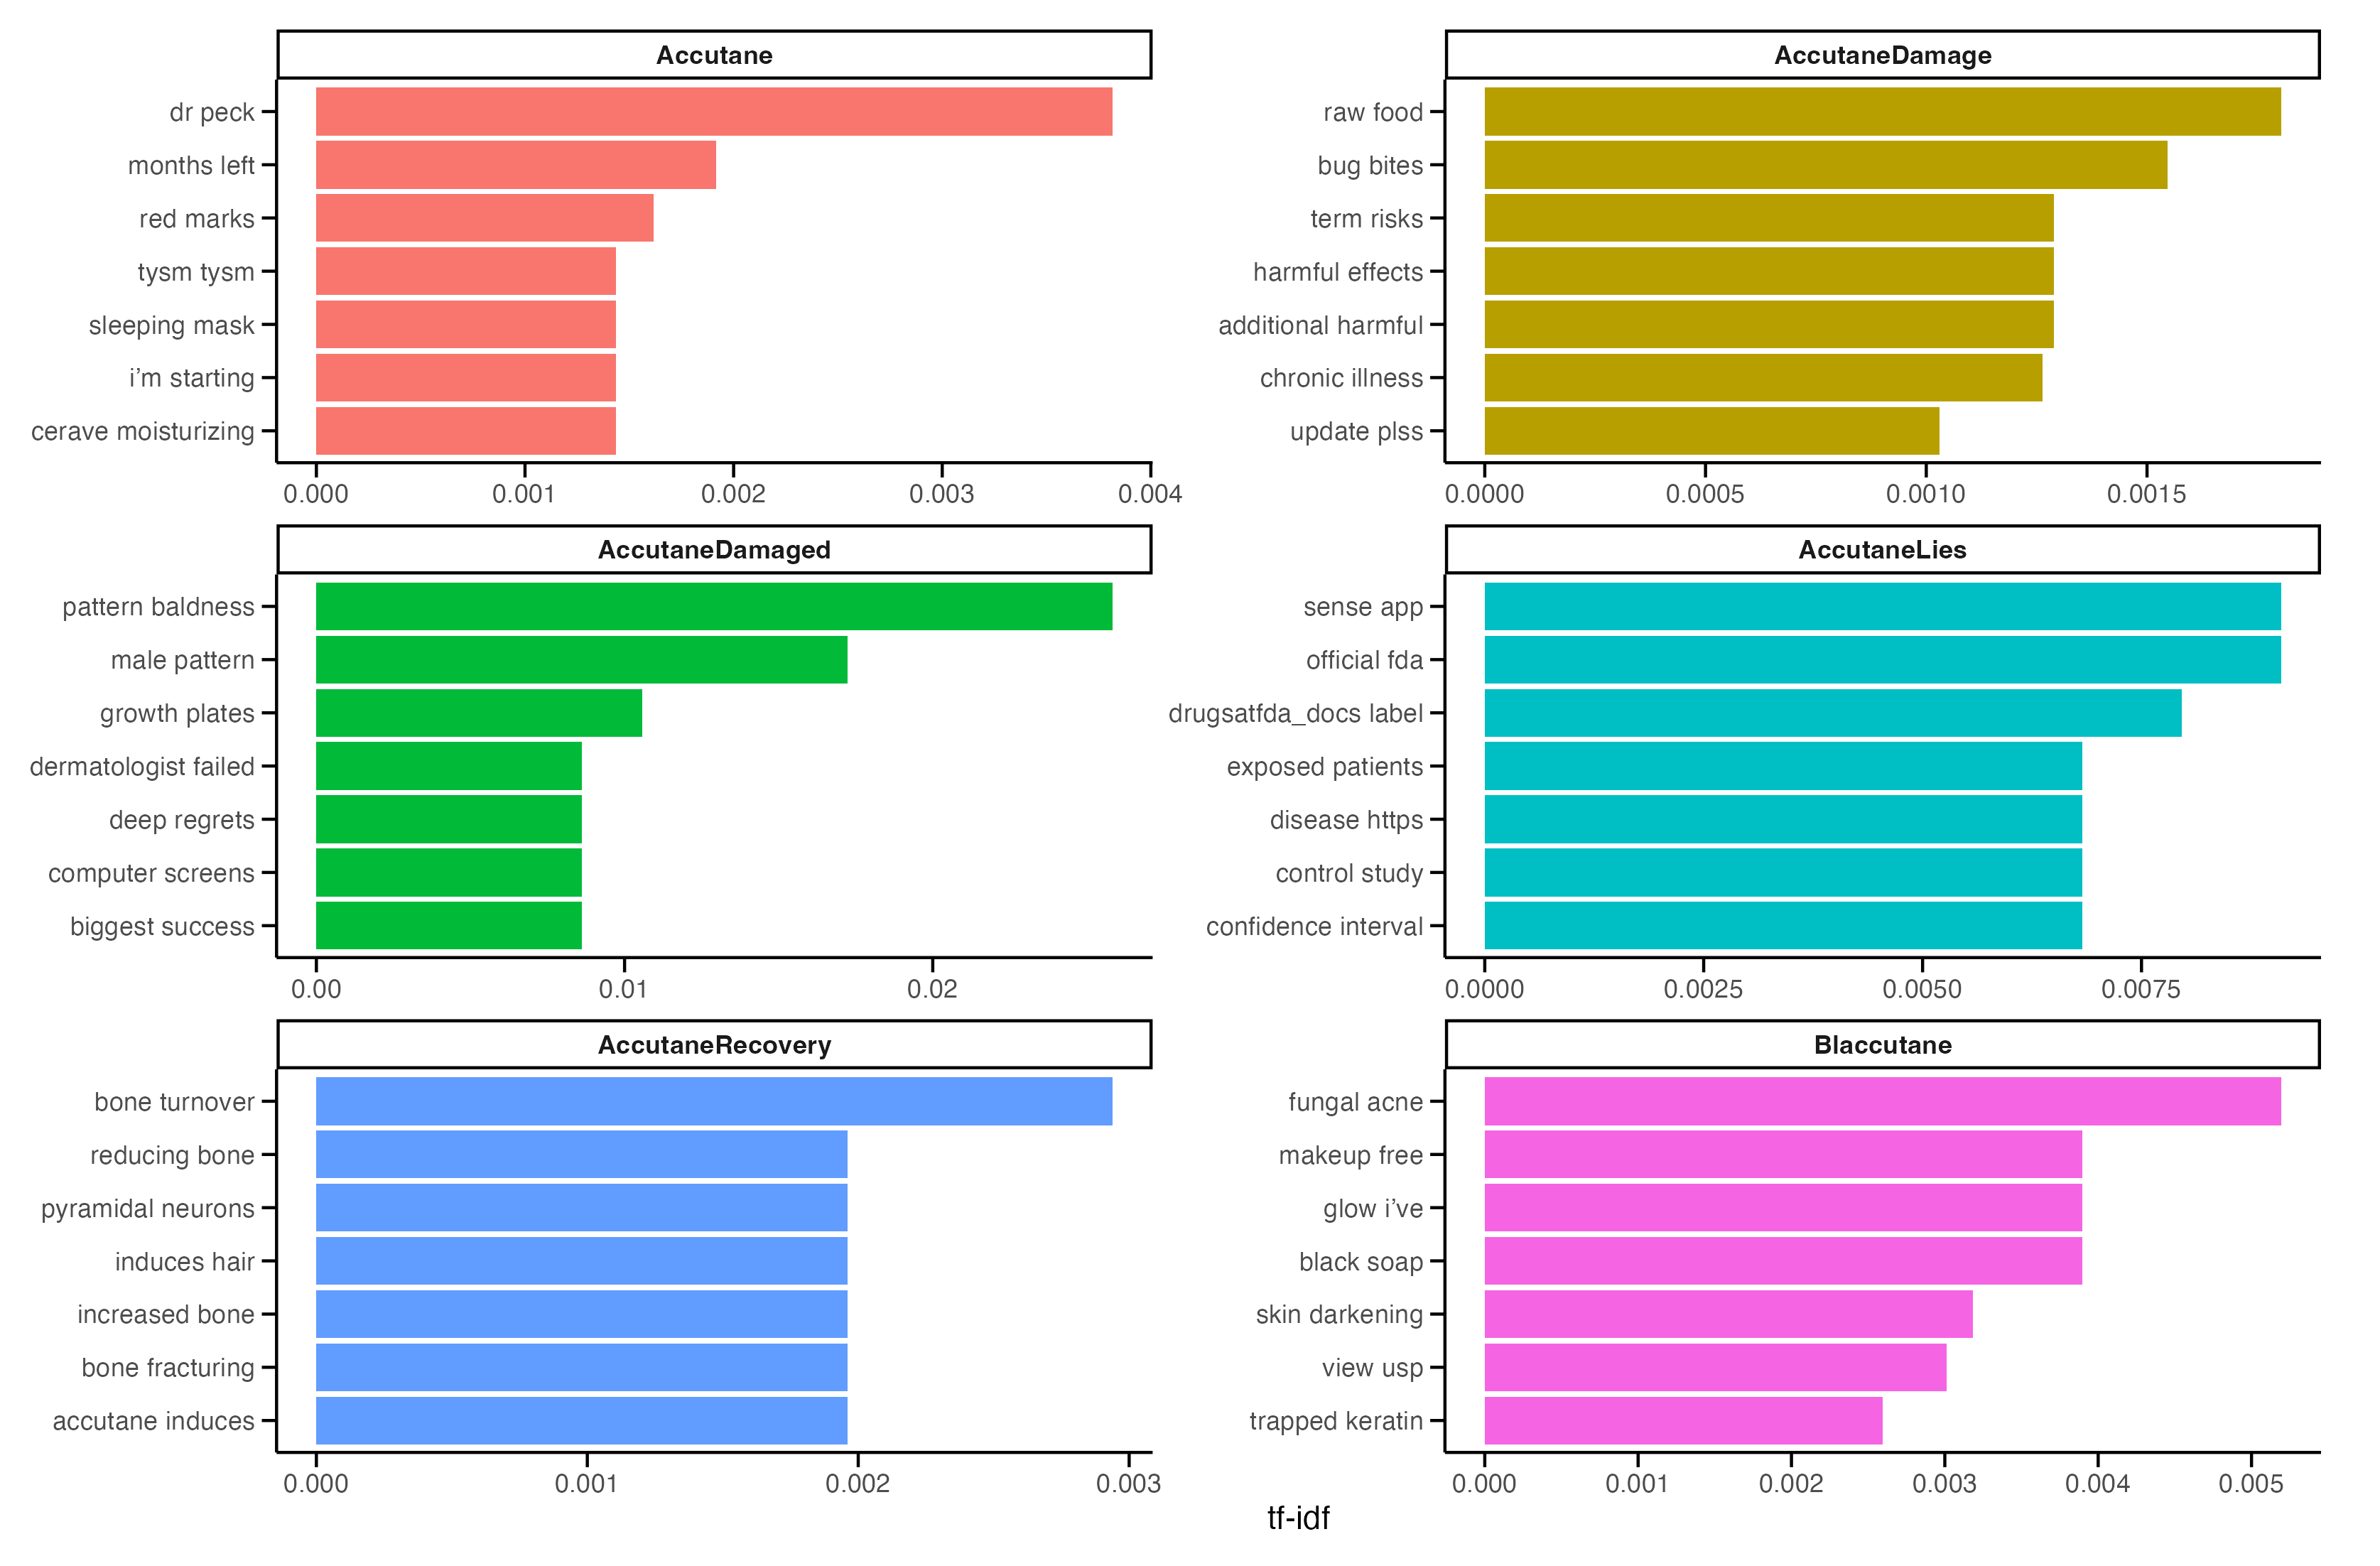 Accutane
dr peck
months left
red marks
tysm tysm
sleeping mask
i’m starting
cerave moisturizing
0.000 0.001 0.002 0.003 0.004
AccutaneDamage
raw food
bug bites
term risks
harmful effects
additional harmful
chronic illness
update plss
0.0000 0.0005 0.0010 0.0015
AccutaneDamaged
pattern baldness
male pattern
growth plates
dermatologist failed
deep regrets
computer screens
biggest success
0.00 0.01 0.02
AccutaneLies
sense app
official fda
drugsatfda_docs label
exposed patients
disease https
control study
confidence interval
0.0000 0.0025 0.0050 0.0075
AccutaneRecovery
bone turnover
reducing bone
pyramidal neurons
induces hair
increased bone
bone fracturing
accutane induces
0.000 0.001 0.002 0.003
Blaccutane
fungal acne
makeup free
glow i’ve
black soap
skin darkening
view usp
trapped keratin
0.000 0.001 0.002 0.003 0.004 0.005
tf-idf